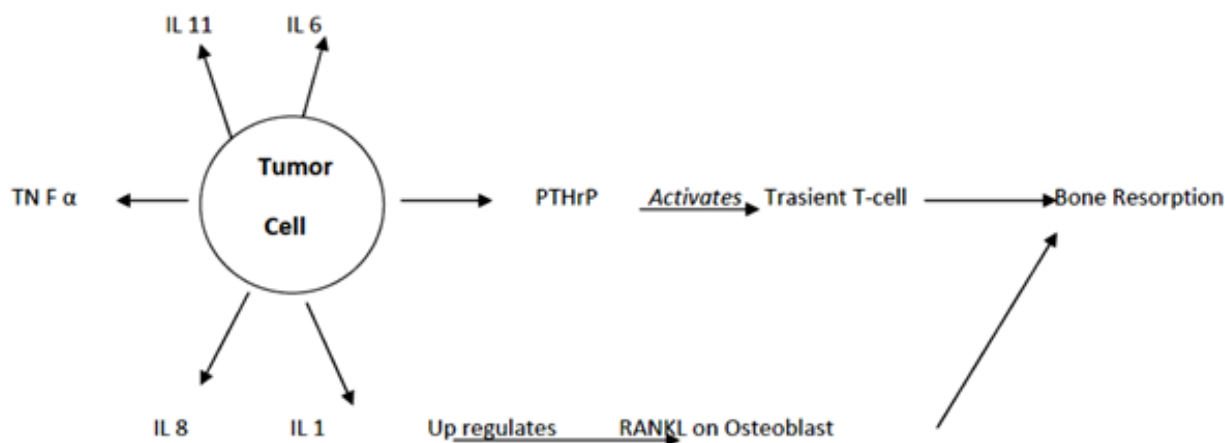 IL 11 IL 6
Tumor
TN F α PTHrP Activates Trasient T-cell Bone Resorption
Cell
IL 8 IL 1 Up regulates RANKL on Osteoblast